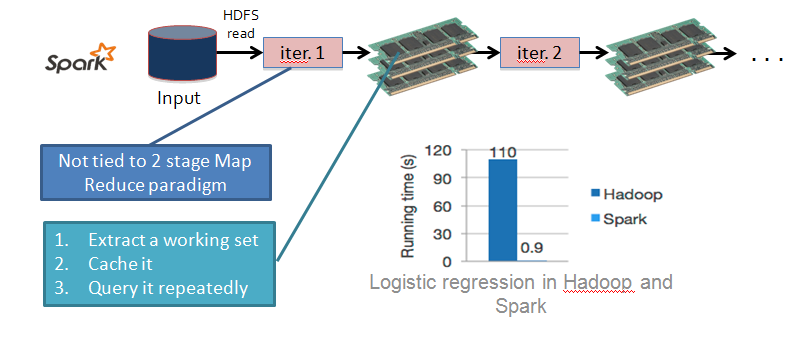 Spark
Input
HDFS
read
iter. 1
iter. 2
. . .
Not tied to 2 stage Map
Reduce paradigm
1. Extract a working set
2. Cache it
3. Query it repeatedly
Running time (s)
120
90
60
30
0
110
0.9
Hadoop
Spark
Logistic regression in Hadoop and
Spark